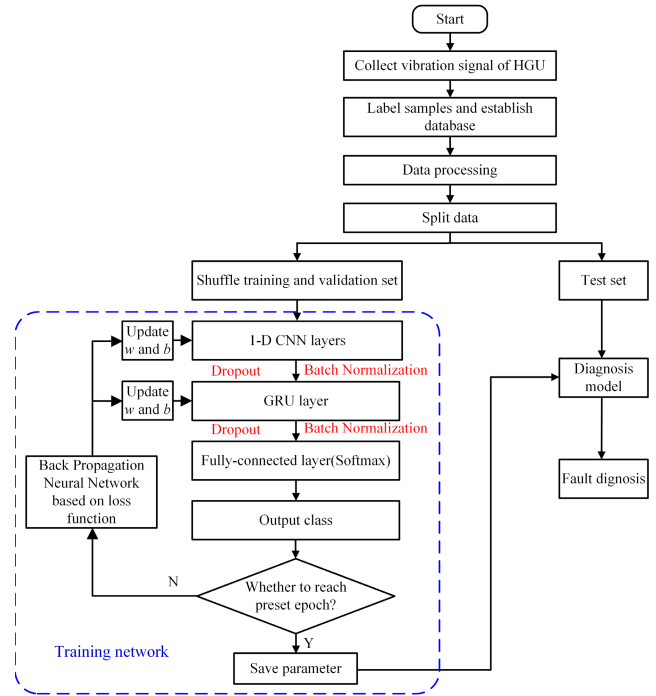 Start
Collect vibration signal of HGU
Label samples and establish
database
Data processing
Split data
Shuffle training and validation set
Test set
Update
w and b
1-D CNN layers
Dropout
Batch Normalization
Diagnosis
model
Update
w and b
GRU layer
Dropout
Batch Normalization
Back Propagation
Neural Network
based on loss
function
Fully-connected layer(Softmax)
Fault dignosis
Output class
N
Whether to reach
preset epoch?
Y
Training network
Save parameter